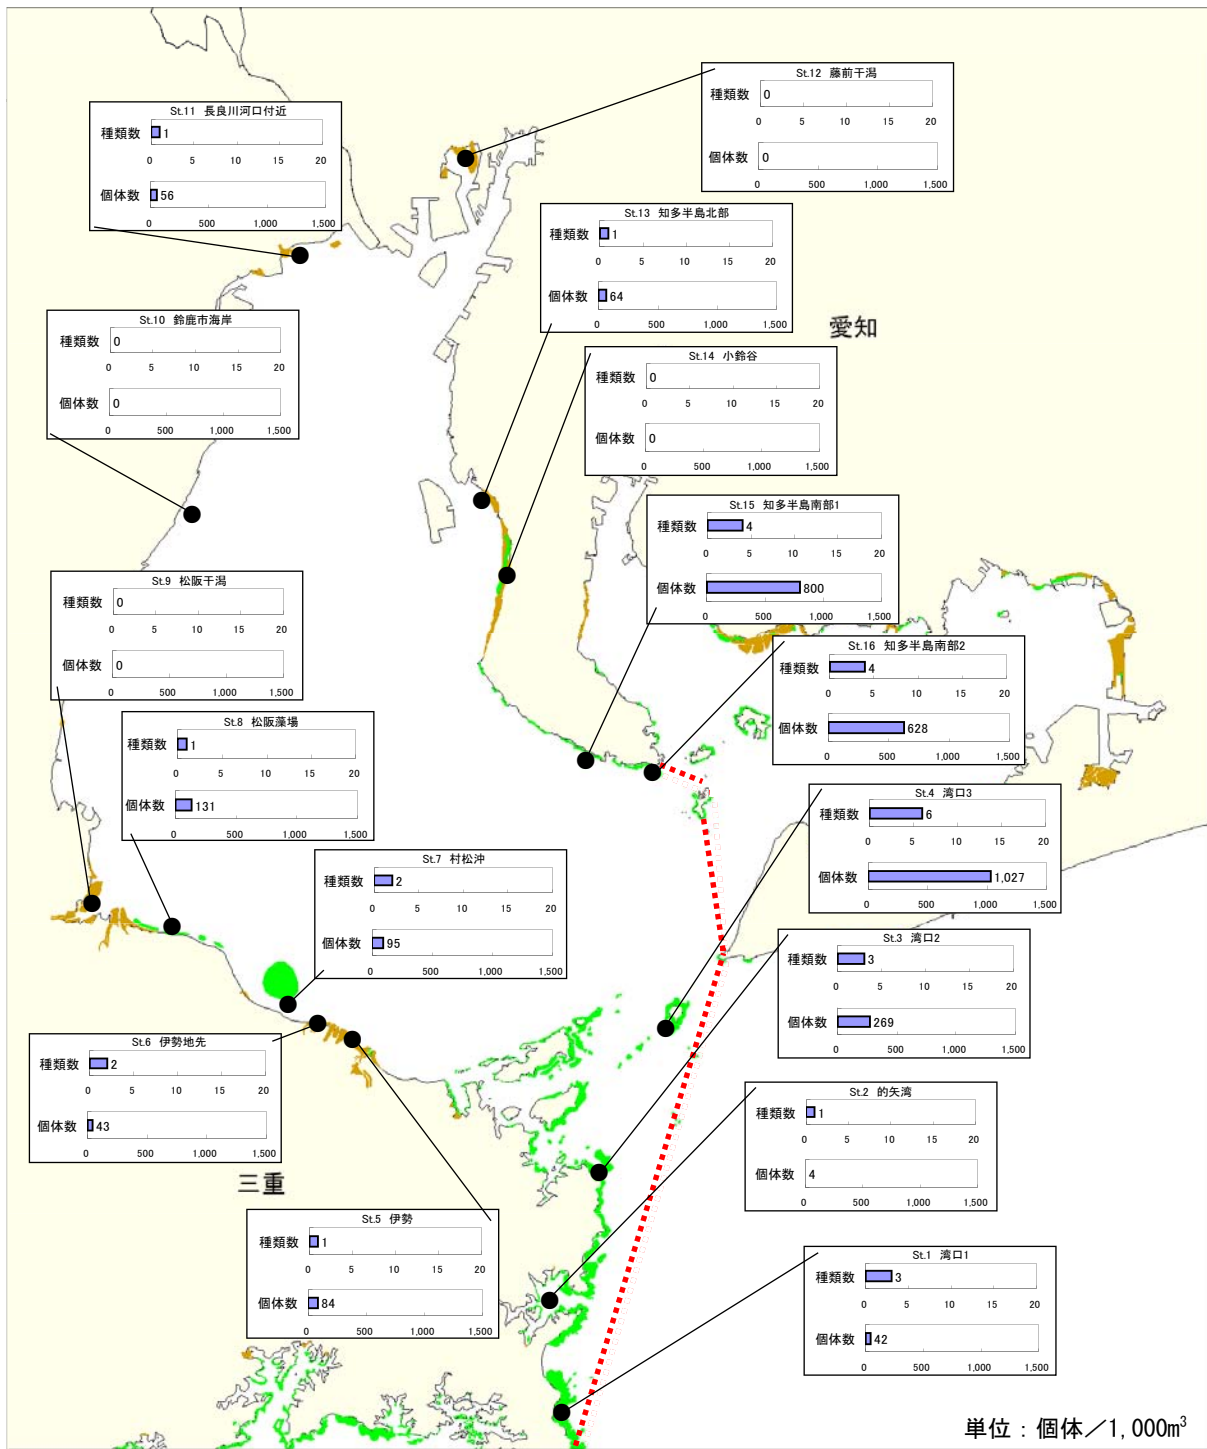 St.12 藤前干潟
種類数 0
0 5 10 15 20
個体数 0
0 500 1,000 1,500
St.11 長良川河口付近
種類数 1
0 5 10 15 20
個体数 56
0 500 1,000 1,500
St.13 知多半島北部
種類数 1
0 5 10 15 20
個体数 64
0 500 1,000 1,500
愛知
St.10 鈴鹿市海岸
種類数 0
0 5 10 15 20
個体数 0
0 500 1,000 1,500
St.14 小鈴谷
種類数 0
0 5 10 15 20
個体数 0
0 500 1,000 1,500
St.15 知多半島南部1
種類数 4
0 5 10 15 20
個体数 800
0 500 1,000 1,500
St.9 松阪干潟
種類数 0
0 5 10 15 20
個体数 0
0 500 1,000 1,500
St.16 知多半島南部2
種類数 4
0 5 10 15 20
個体数 628
0 500 1,000 1,500
St.8 松阪藻場
種類数 1
0 5 10 15 20
個体数 131
0 500 1,000 1,500
St.4 湾口3
種類数 6
0 5 10 15 20
個体数 1,027
0 500 1,000 1,500
St.7 村松沖
種類数 2
0 5 10 15 20
個体数 95
0 500 1,000 1,500
St.3 湾口2
種類数 3
0 5 10 15 20
個体数 269
0 500 1,000 1,500
St.6 伊勢地先
種類数 2
0 5 10 15 20
個体数 43
0 500 1,000 1,500
St.2 的矢湾
種類数 1
0 5 10 15 20
個体数 4
0 500 1,000 1,500
三重
St.5 伊勢
種類数 1
0 5 10 15 20
個体数 84
0 500 1,000 1,500
St.1 湾口1
種類数 3
0 5 10 15 20
個体数 42
0 500 1,000 1,500
単位：個体／1,000m³